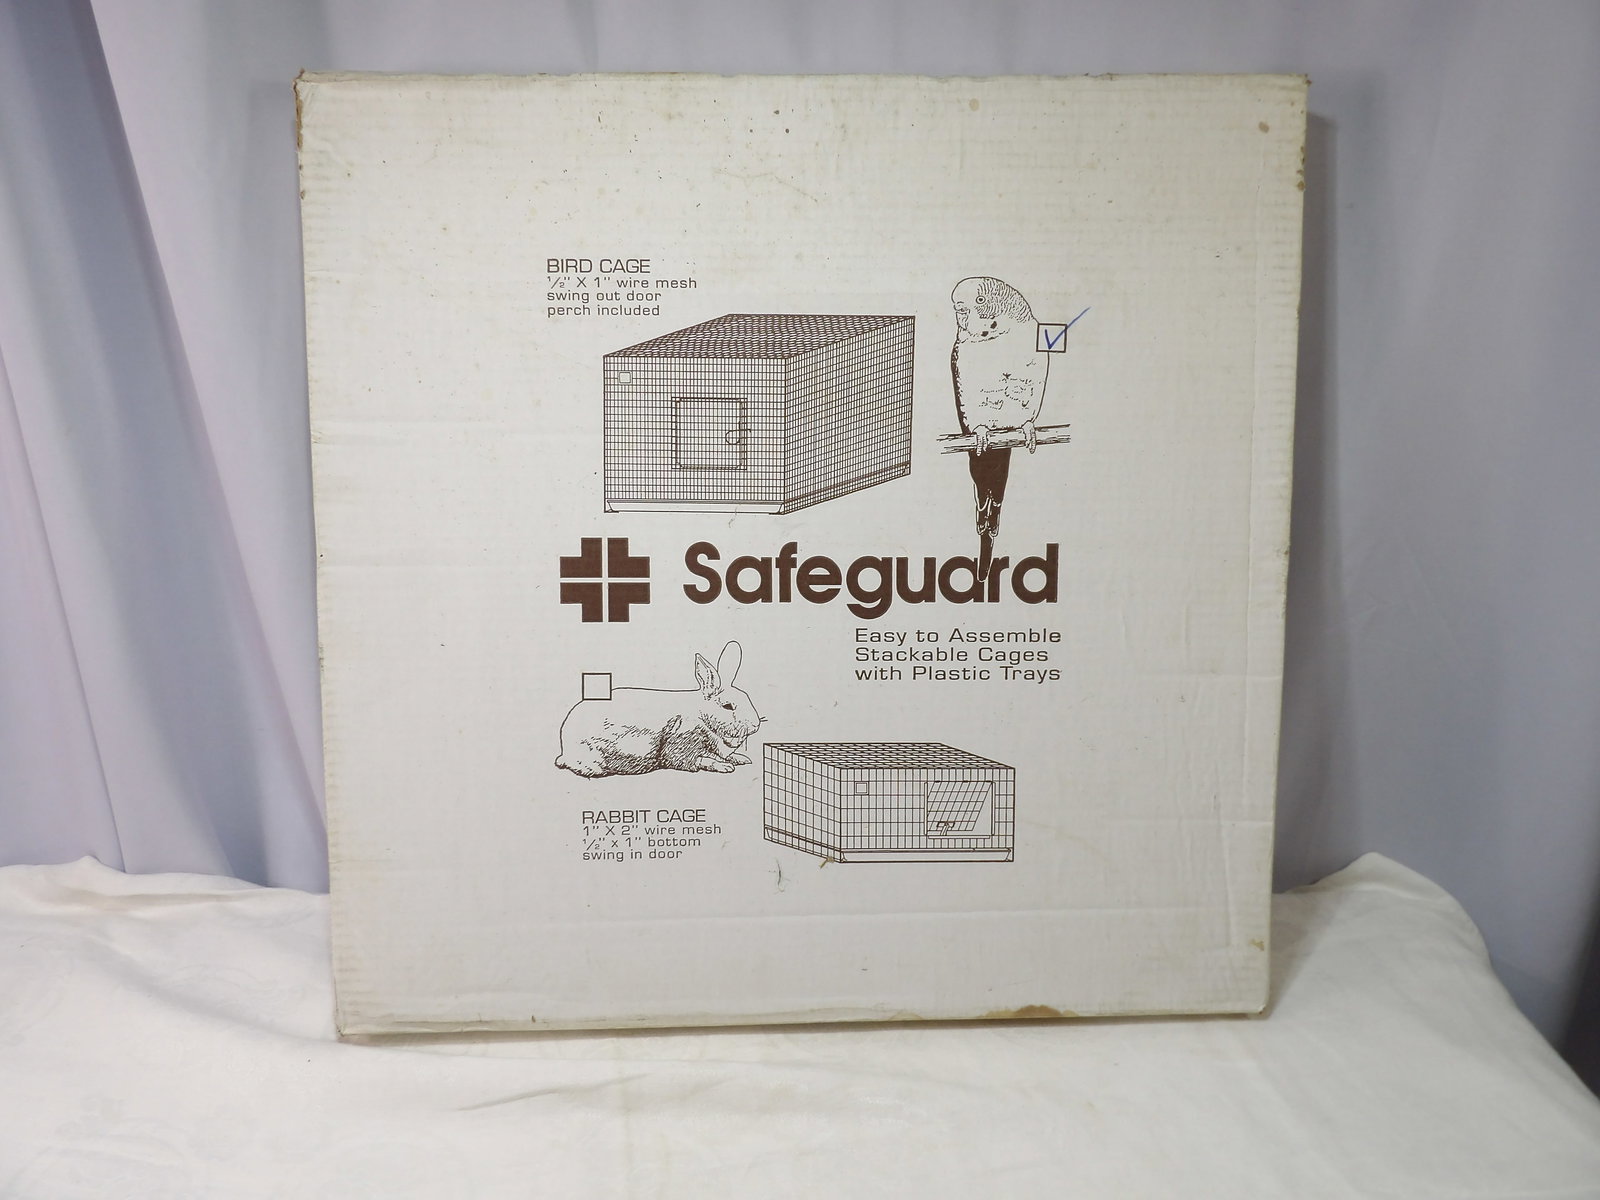 BIRD CAGE
1/2" X 1" wire mesh
swing out door
perch included
Safeguard
Easy to Assemble
Stackable Cages
with Plastic Trays
RABBIT CAGE
1" X 2" wire mesh
1/2" x 1" bottom
swing in door